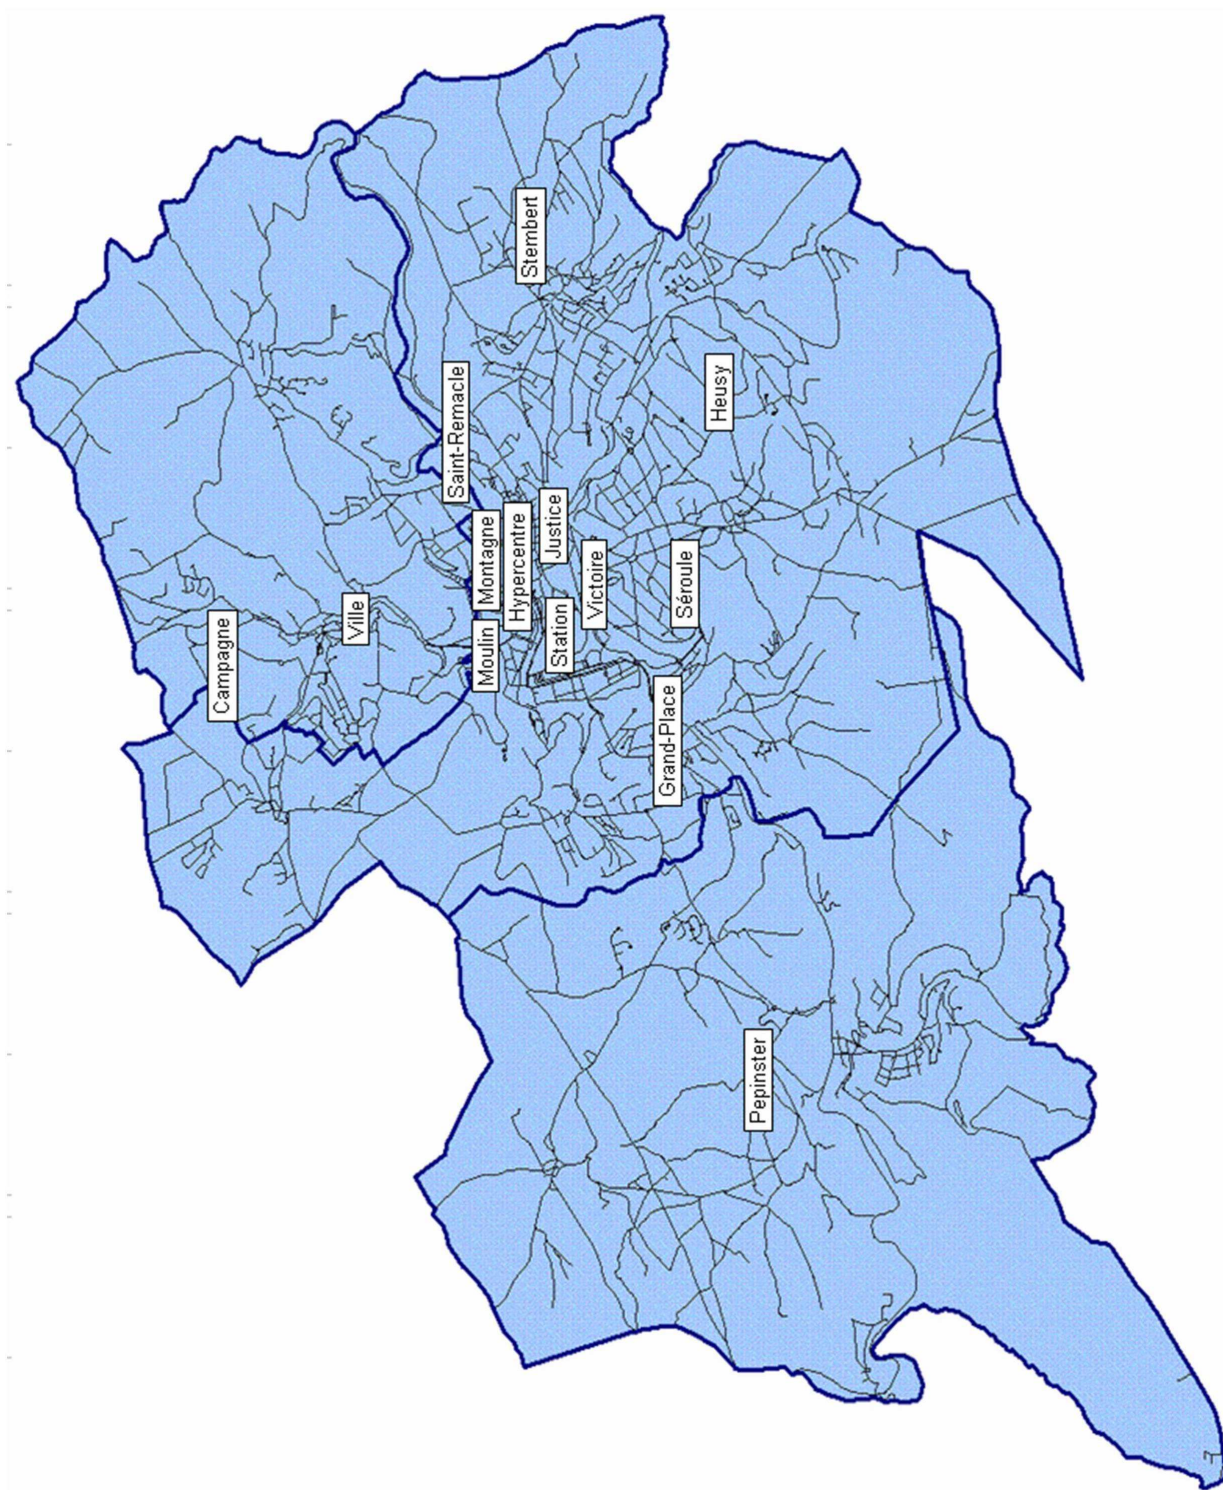 Campagne
Ville
Saint-Remacle
Montagne
Moulin
Hypercentre
Stembert
Justice
Station
Victoire
Grand-Place
Séroule
Heusy
Pepinster